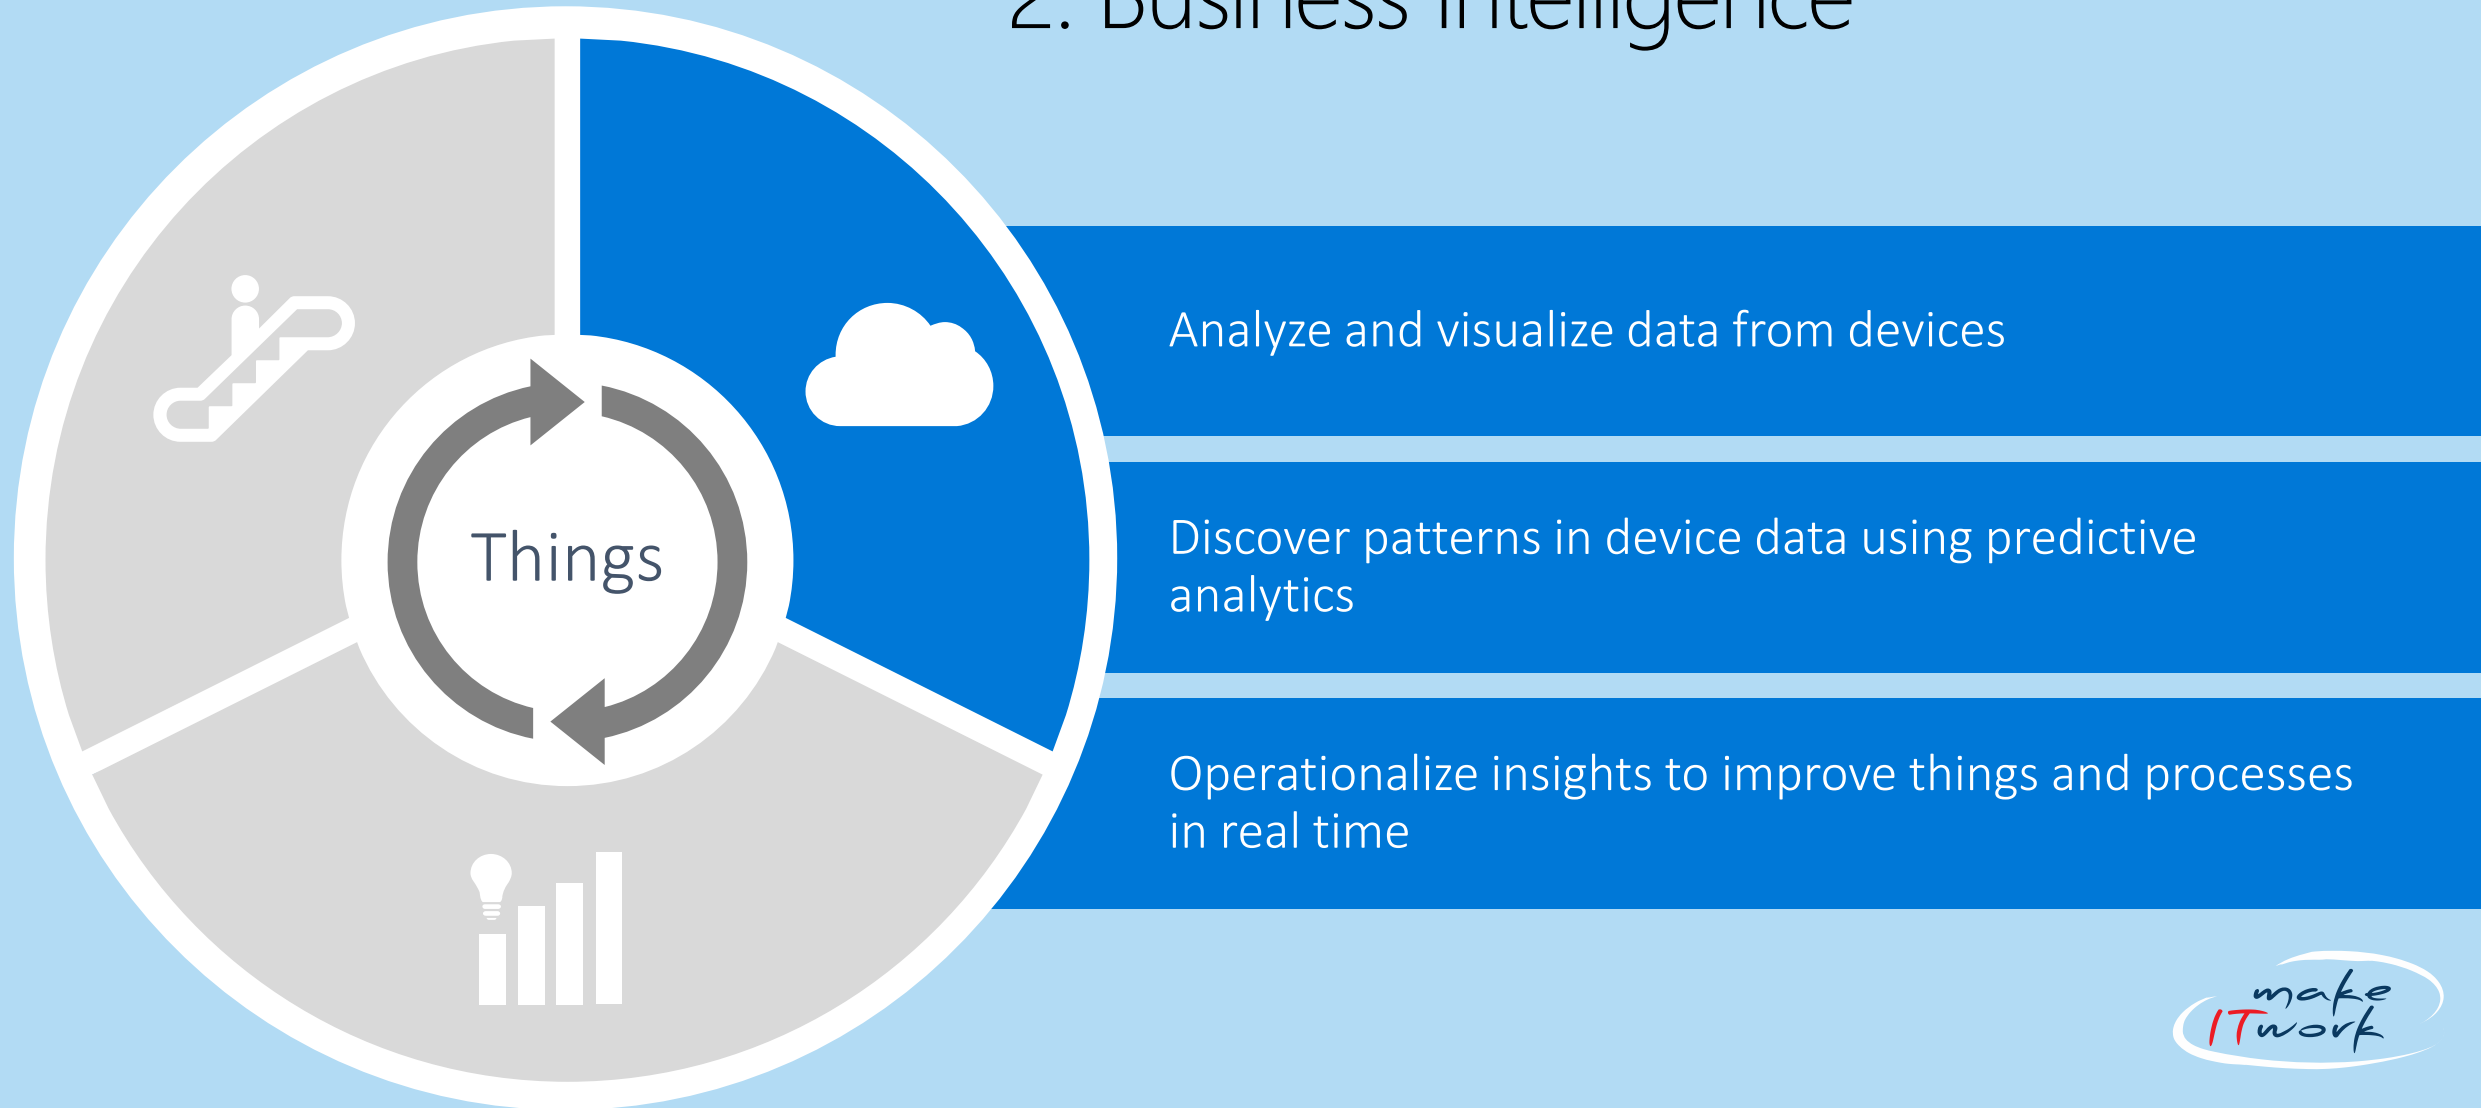 2. Business Intelligence
Analyze and visualize data from devices
Things
Discover patterns in device data using predictive
analytics
Operationalize insights to improve things and processes
in real time
make
ITwork